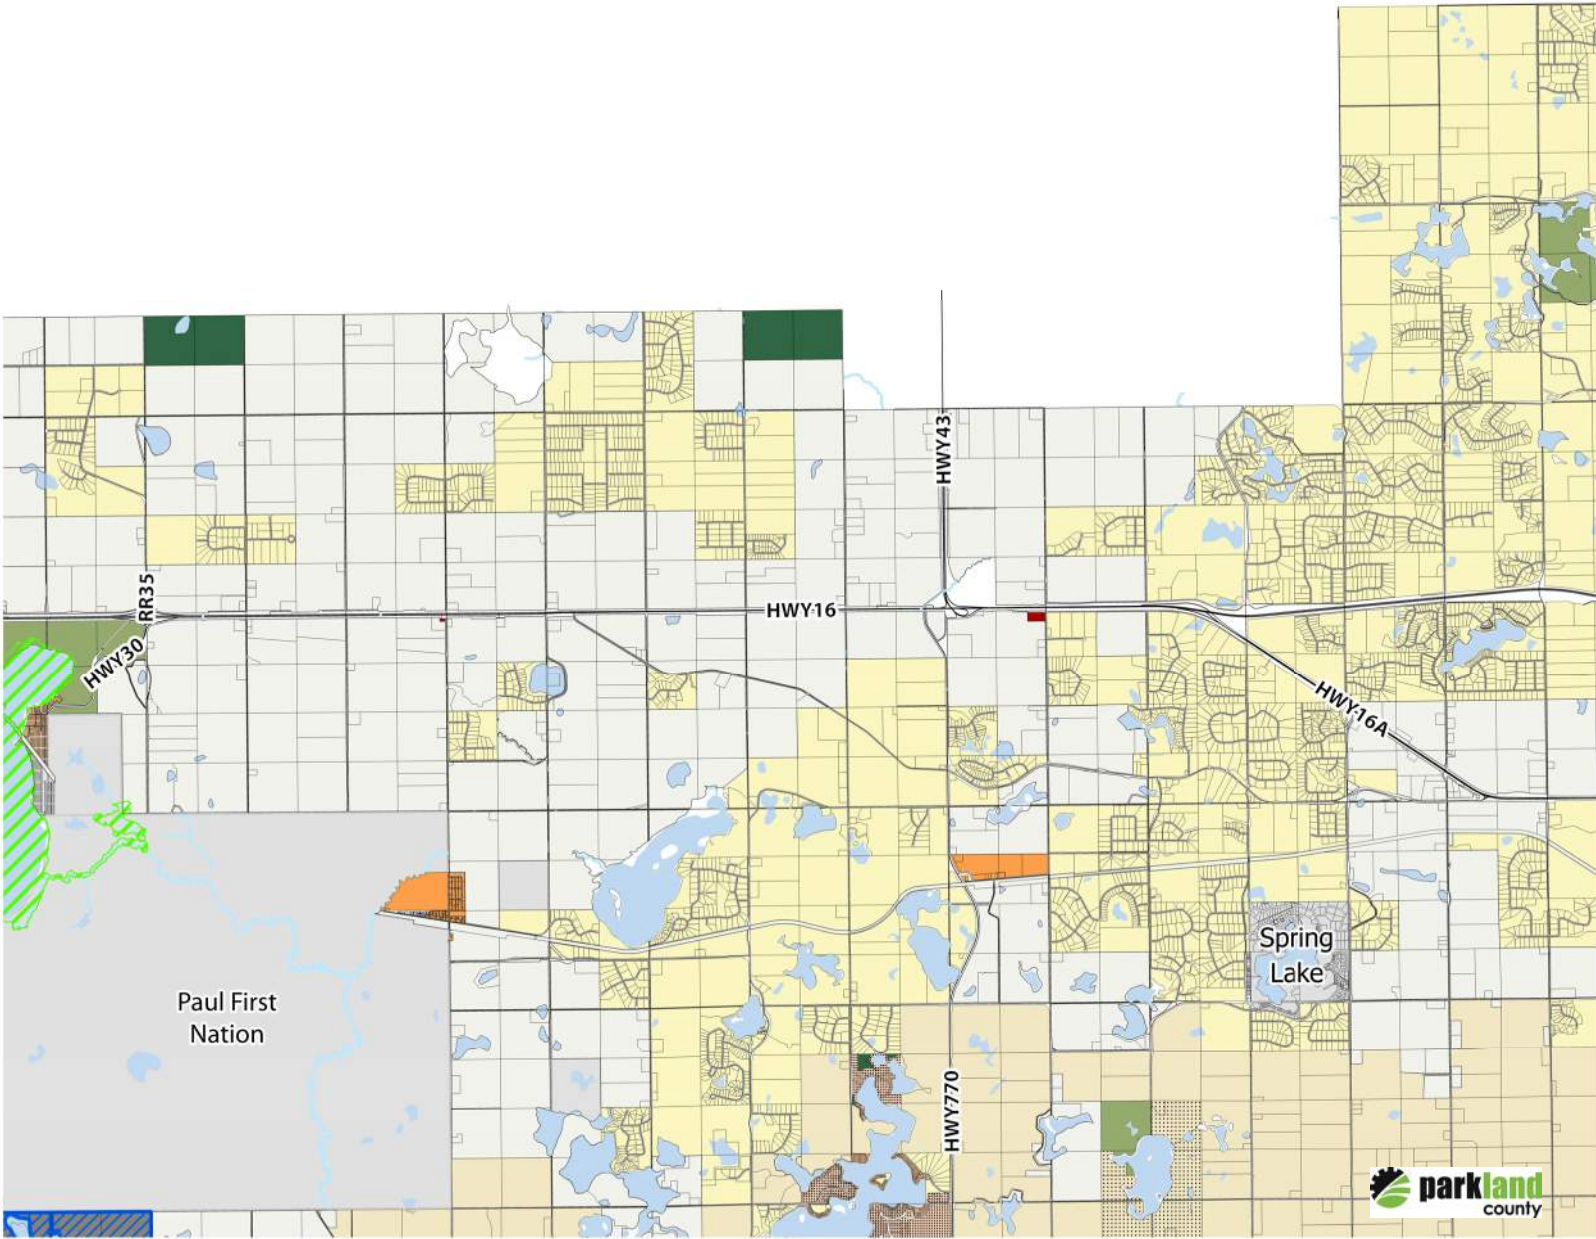 HWY43
RR35
HWY16
HWY30
HWY16A
Spring
Lake
Paul First
Nation
HWY770
parkland
county